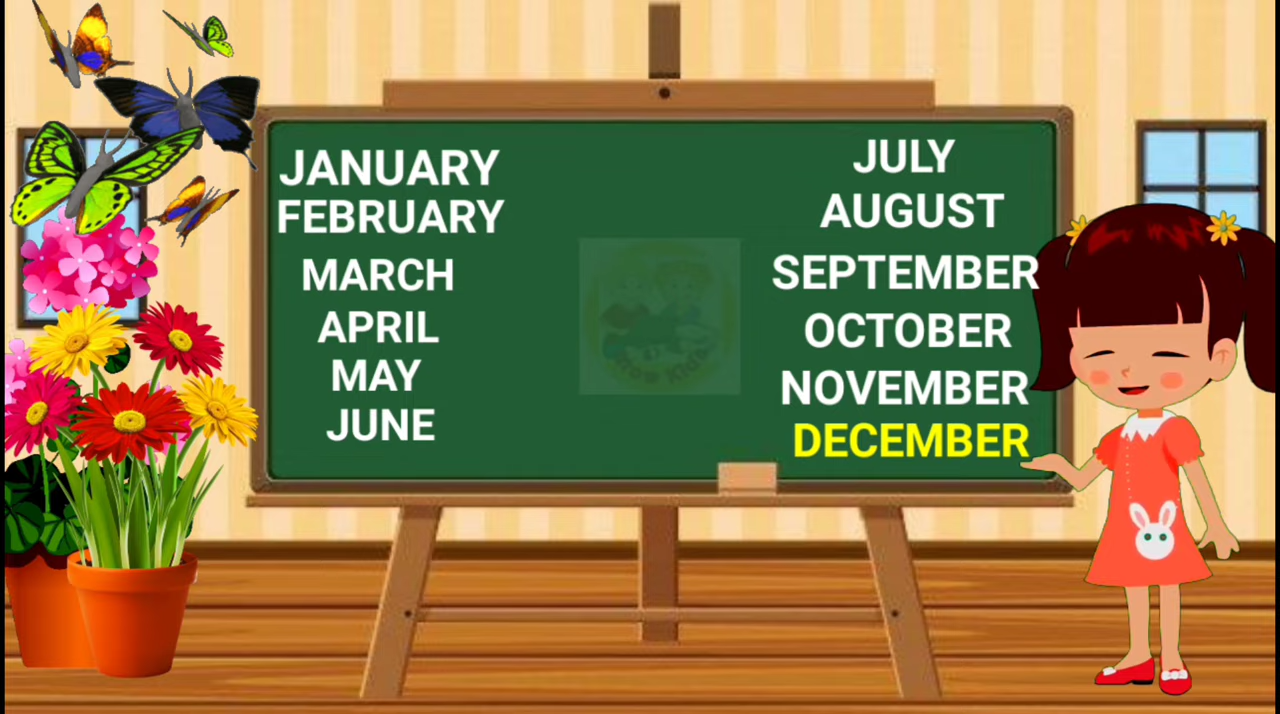 JANUARY
FEBRUARY
MARCH
APRIL
MAY
JUNE
JULY
AUGUST
SEPTEMBER
OCTOBER
NOVEMBER
DECEMBER